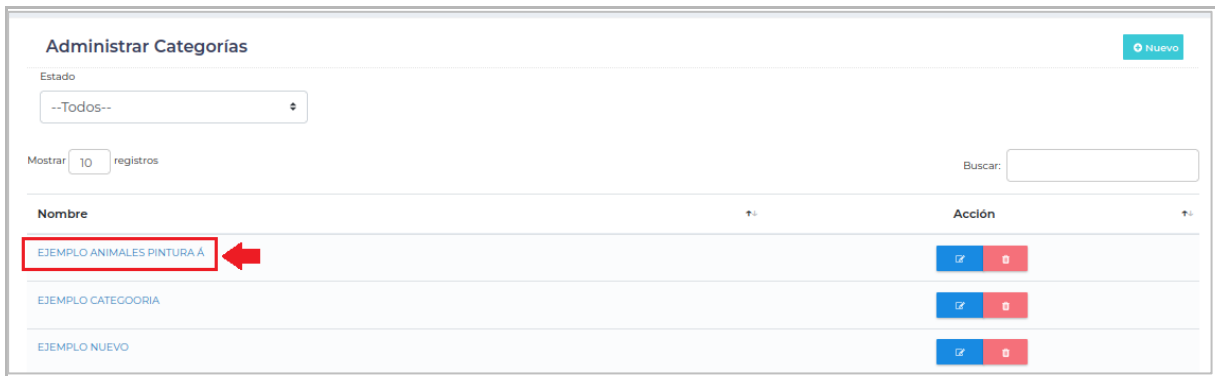 Administrar Categorías
Nuevo
Estado
--Todos--
Mostrar 10 registros
Buscar:
Nombre Acción
EJEMPLO ANIMALES PINTURA Á
EJEMPLO CATEGOORIA
EJEMPLO NUEVO